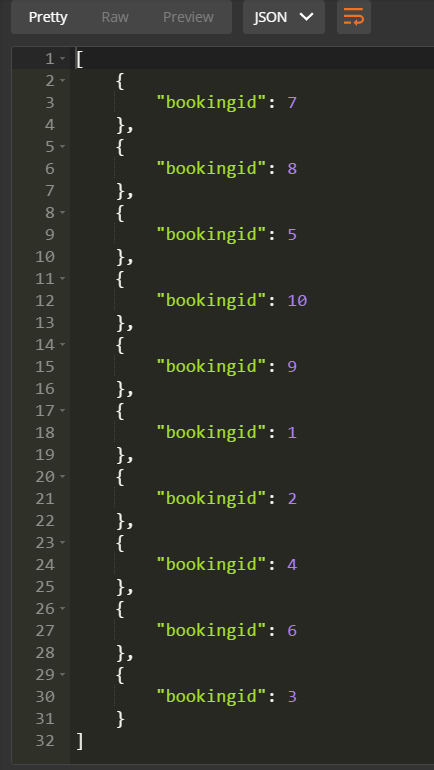 Pretty Raw Preview JSON
1 [
2 {
3 "bookingid": 7
4 },
5 {
6 "bookingid": 8
7 },
8 {
9 "bookingid": 5
10 },
11 {
12 "bookingid": 10
13 },
14 {
15 "bookingid": 9
16 },
17 {
18 "bookingid": 1
19 },
20 {
21 "bookingid": 2
22 },
23 {
24 "bookingid": 4
25 },
26 {
27 "bookingid": 6
28 },
29 {
30 "bookingid": 3
31 }
32 ]